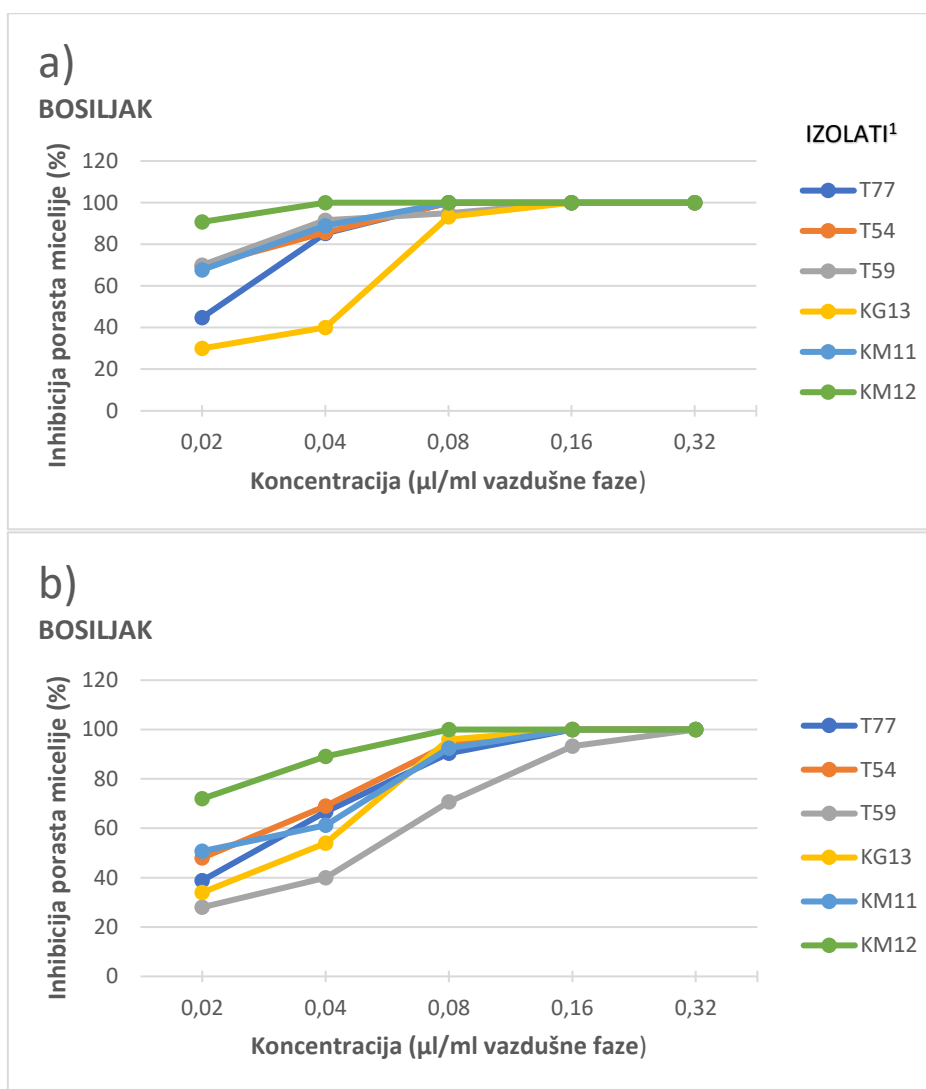 a)
BOSILJAK
IZOLATI¹
Inhibicija porasta micelije (%)
120
100
80
60
40
20
0
0,02 0,04 0,08 0,16 0,32
Koncentracija (µl/ml vazdušne faze)
T77
T54
T59
KG13
KM11
KM12
b)
BOSILJAK
Inhibicija porasta micelije (%)
120
100
80
60
40
20
0
0,02 0,04 0,08 0,16 0,32
Koncentracija (µl/ml vazdušne faze)
T77
T54
T59
KG13
KM11
KM12